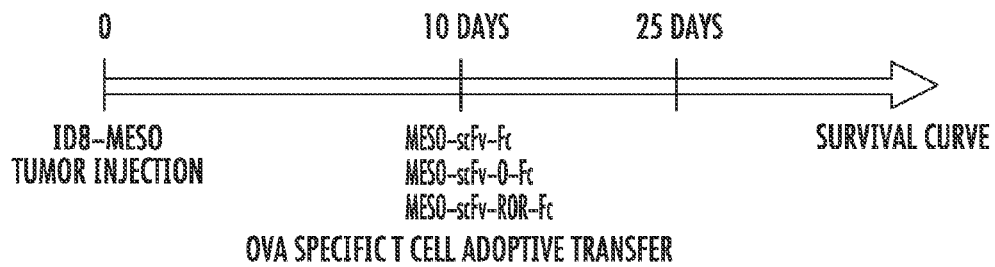 0 10 DAYS 25 DAYS
ID8-MESO
TUMOR INJECTION
MESO-scFv-Fc
MESO-scFv-O-Fc
MESO-scFv-ROR-Fc
SURVIVAL CURVE
OVA SPECIFIC T CELL ADOPTIVE TRANSFER